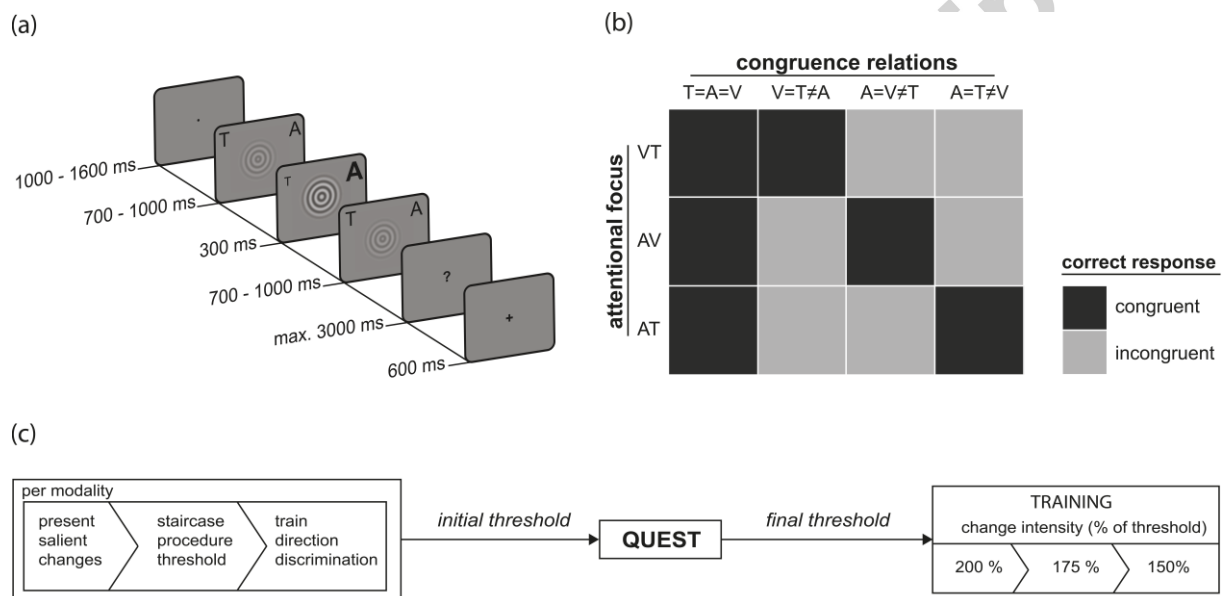 (a)
T A
T A
T A
?
+
1000 - 1600 ms
700 - 1000 ms
300 ms
700 - 1000 ms
max. 3000 ms
600 ms
(b)
congruence relations
T=A=V V=T≠A A=V≠T A=T≠V
attentional focus
VT
AV
AT
correct response
congruent
incongruent
(c)
per modality
present
salient
changes
staircase
procedure
threshold
train
direction
discrimination
initial threshold
QUEST
final threshold
TRAINING
change intensity (% of threshold)
200 % 175 % 150%